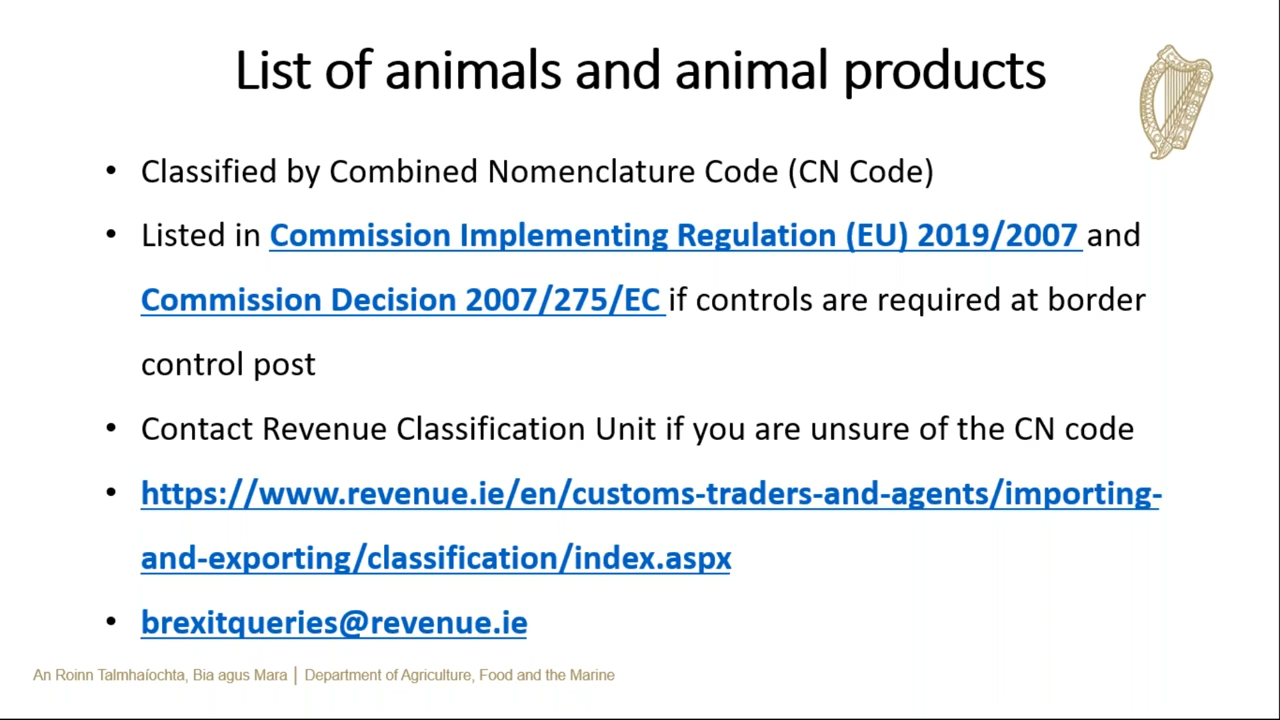 List of animals and animal products
• Classified by Combined Nomenclature Code (CN Code)
• Listed in Commission Implementing Regulation (EU) 2019/2007 and
Commission Decision 2007/275/EC if controls are required at border
control post
• Contact Revenue Classification Unit if you are unsure of the CN code
• https://www.revenue.ie/en/customs-traders-and-agents/importing-
and-exporting/classification/index.aspx
• brexitqueries@revenue.ie
An Roinn Talmhaíochta, Bia agus Mara | Department of Agriculture, Food and the Marine